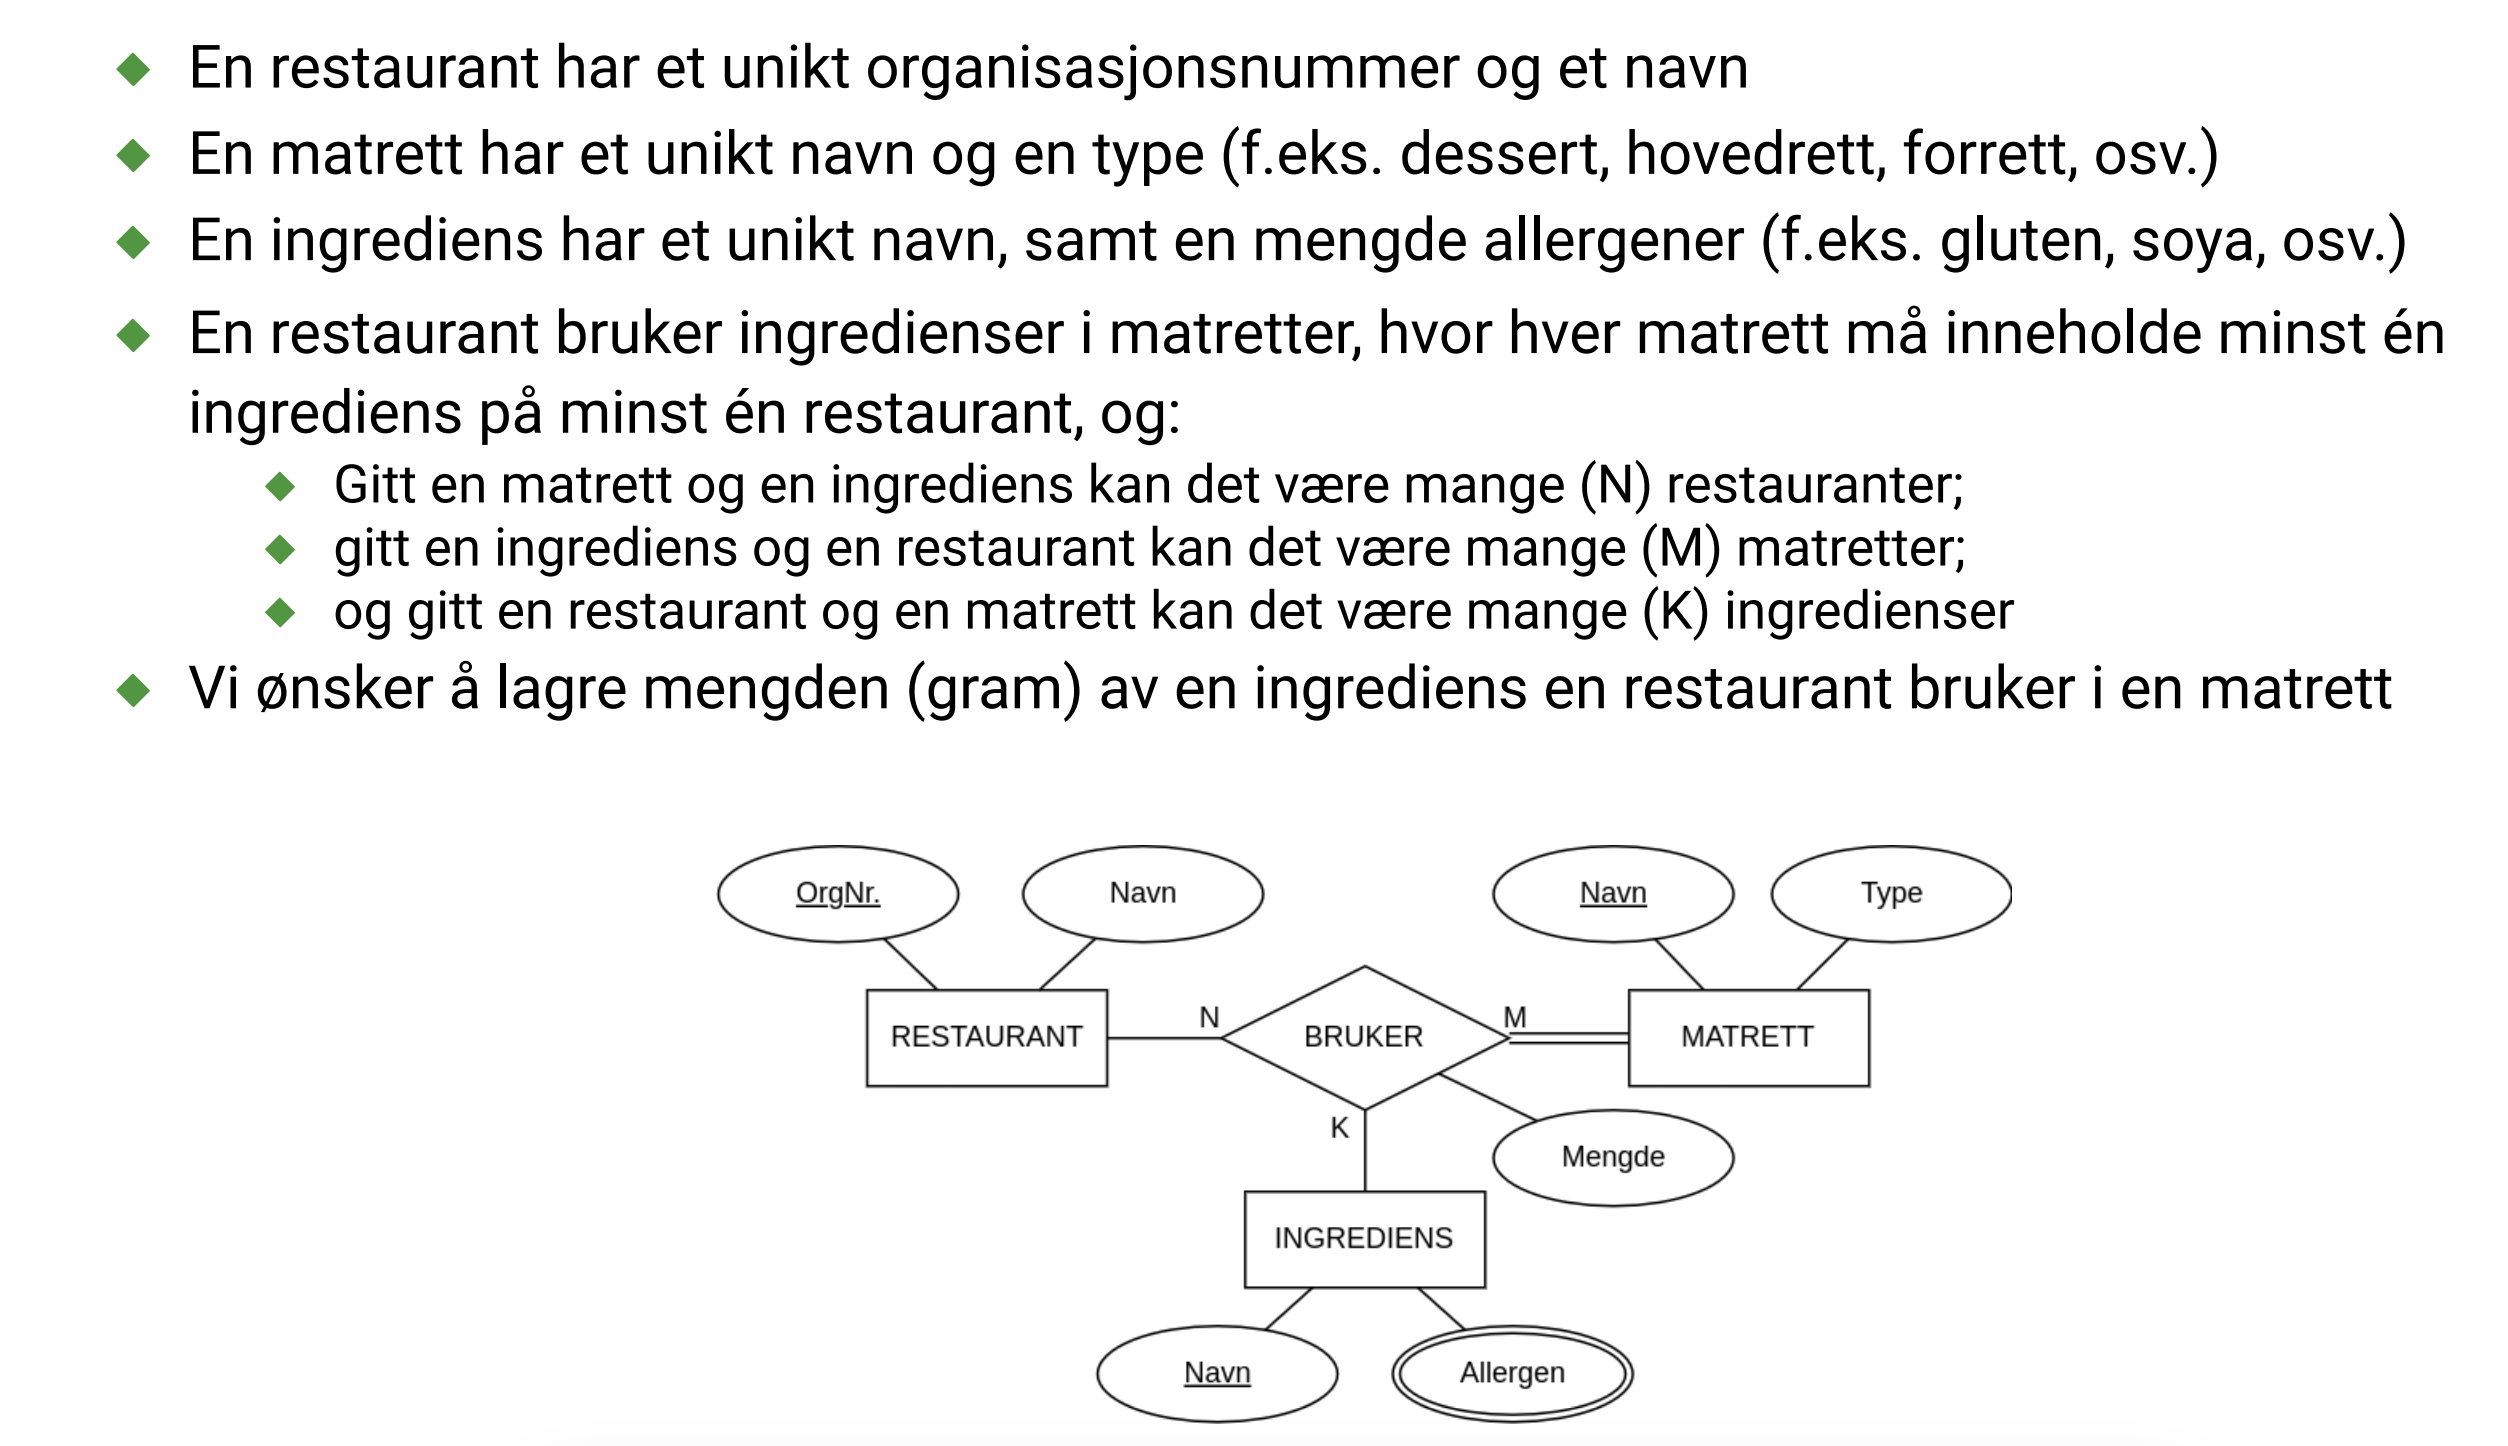 En restaurant har et unikt organisasjonsnummer og et navn
En matrett har et unikt navn og en type (f.eks. dessert, hovedrett, forrett, osv.)
En ingrediens har et unikt navn, samt en mengde allergener (f.eks. gluten, soya, osv.)
En restaurant bruker ingredienser i matretter, hvor hver matrett må inneholde minst én
ingrediens på minst én restaurant, og:
Gitt en matrett og en ingrediens kan det være mange (N) restauranter;
gitt en ingrediens og en restaurant kan det være mange (M) matretter;
og gitt en restaurant og en matrett kan det være mange (K) ingredienser
Vi ønsker å lagre mengden (gram) av en ingrediens en restaurant bruker i en matrett
OrgNr.
Navn
Navn
Type
RESTAURANT
N
BRUKER
M
MATRETT
K
Mengde
INGREDIENS
Navn
Allergen